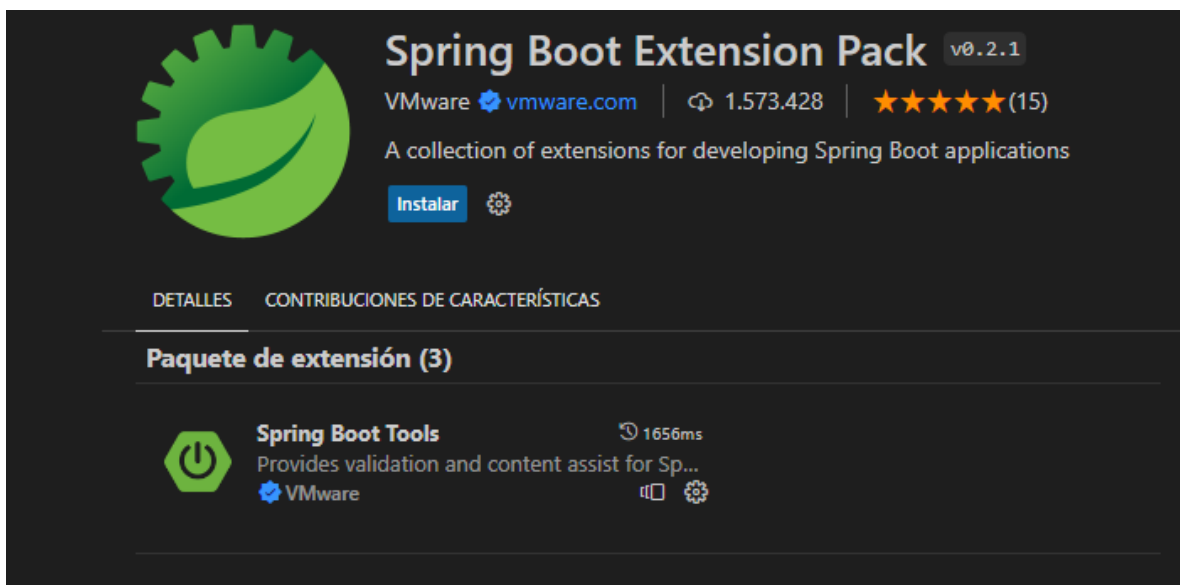 Spring Boot Extension Pack v0.2.1
VMware vmware.com 1.573.428 (15)
A collection of extensions for developing Spring Boot applications
Instalar
DETALLES CONTRIBUCIONES DE CARACTERÍSTICAS
Paquete de extensión (3)
Spring Boot Tools 1656ms
Provides validation and content assist for Sp...
VMware